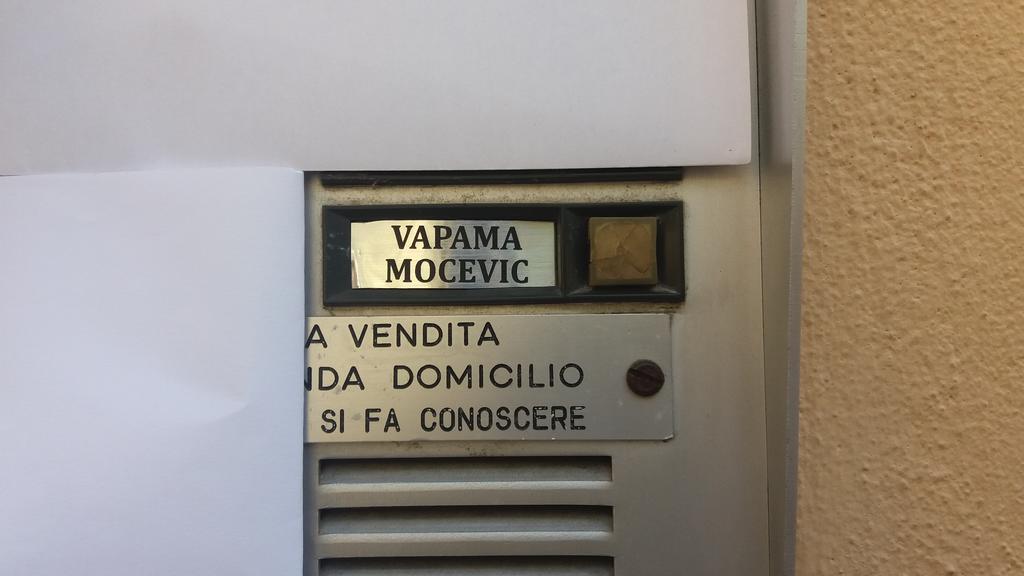 VAPAMA
MOCEVIC
A VENDITA
NDA DOMICILIO
SI FA CONOSCERE